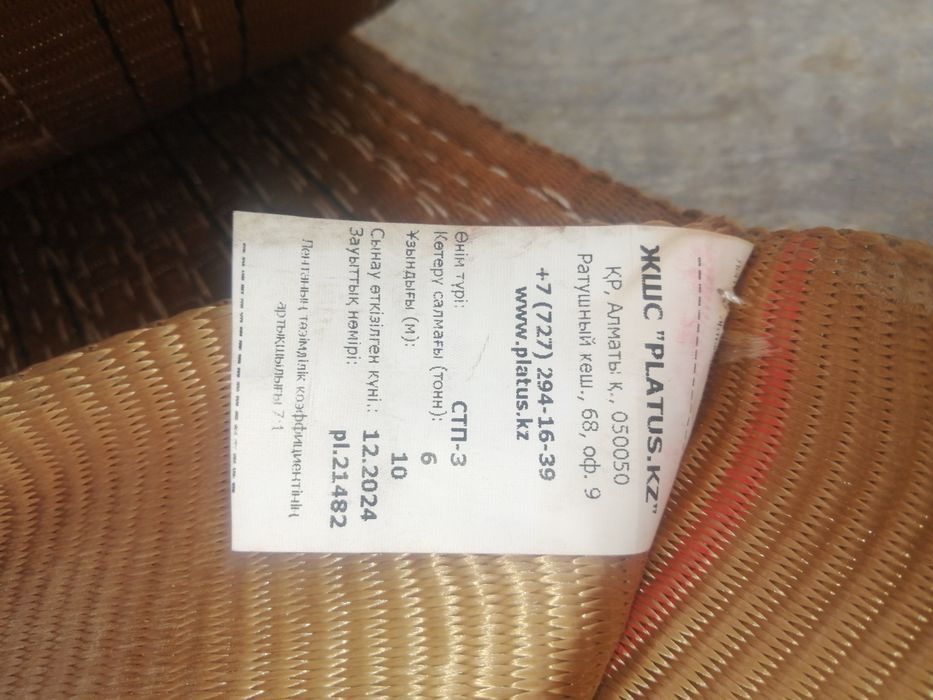 ЖШС "PLATUS.KZ"
ҚР, Алматы қ., 050050
Ратушный көш., 68, оф. 9
+7 (727) 294-16-39
www.platus.kz
Өнім түрі: СТП-3
Көтеру салмағы (тонн): 6
Ұзындығы (м): 10
Сынау өткізілген күні.: 12.2024
Зауыттық нөмірі: pl.21482
Лентаның төзімділік коэффициентінің
артықшылығы 7:1